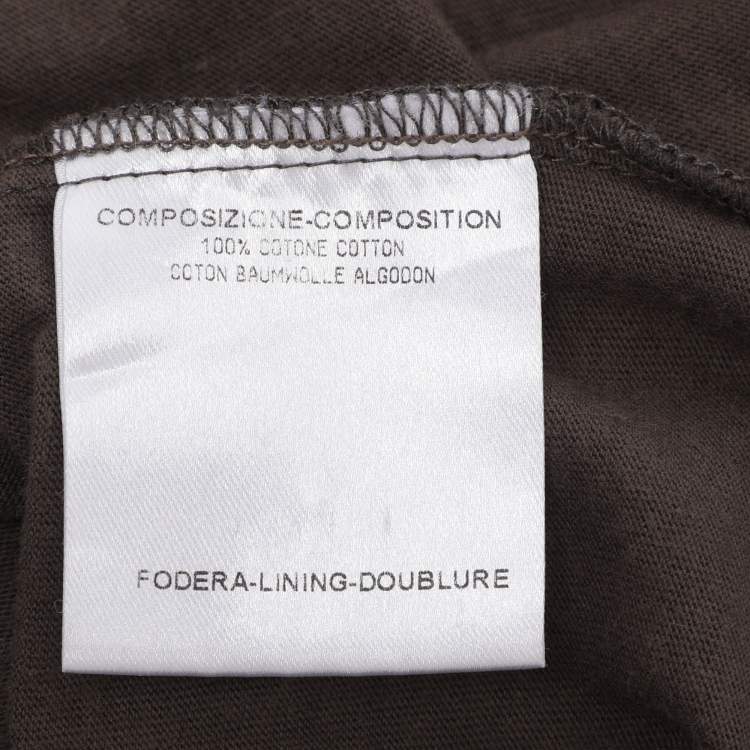 COMPOSIZIONE-COMPOSITION
100% COTONE COTTON
COTON BAUMWOLLE ALGODON
FODERA-LINING-DOUBLURE